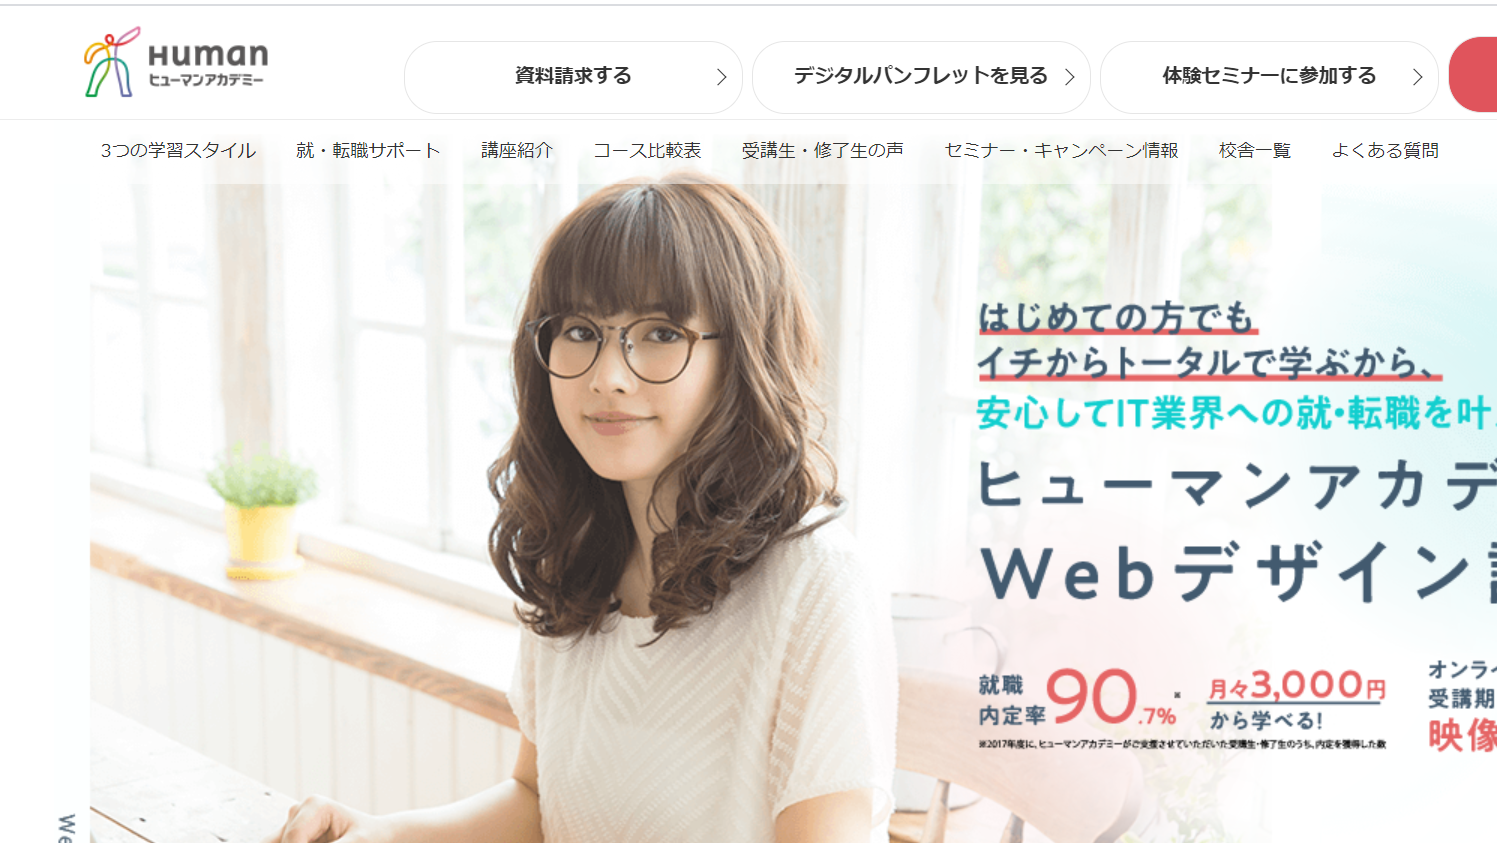 Human
ヒューマンアカデミー
資料請求する
デジタルパンフレットを見る
体験セミナーに参加する
3つの学習スタイル
就・転職サポート
講座紹介
コース比較表
受講生・修了生の声
セミナー・キャンペーン情報
校舎一覧
よくある質問
はじめての方でも
イチからトータルで学ぶから、
安心してIT業界への就・転職を叶
ヒューマンアカデ
Webデザイン
就職
内定率
90.7%
※
月々3,000円
から学べる!
※2017年度に、ヒューマンアカデミーがご支援させていただいた受講生・修了生のうち、内定を獲得した数
オンライ
受講期
映像
We